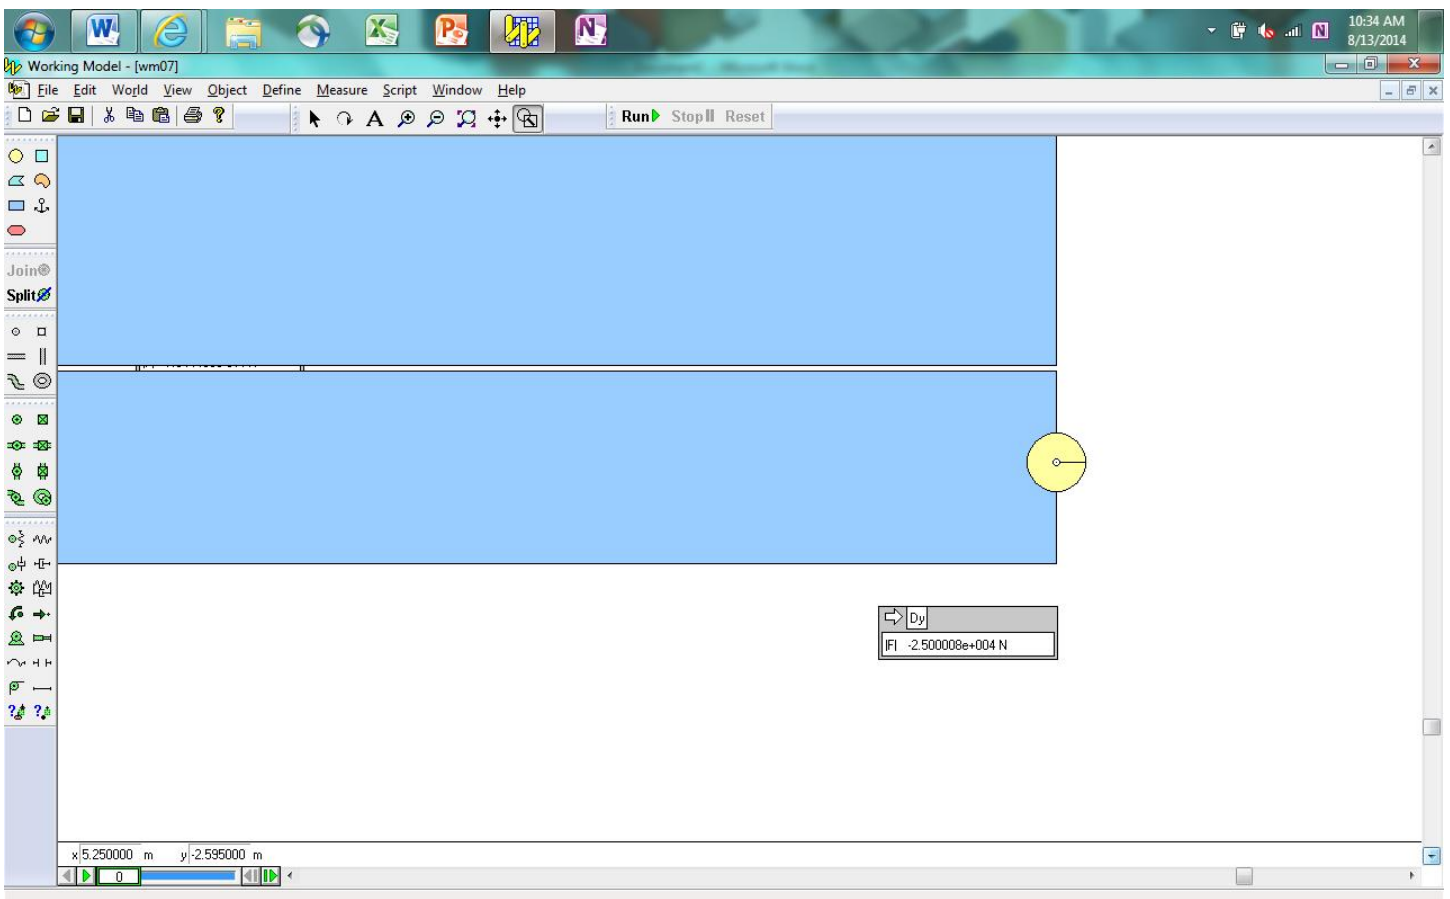 10:34 AM
8/13/2014
Working Model - [wm07]
File Edit World View Object Define Measure Script Window Help
Run Stop Reset
Join
Split
Dy
|F| -2.500008e+004 N
x 5.250000 m y -2.595000 m
0